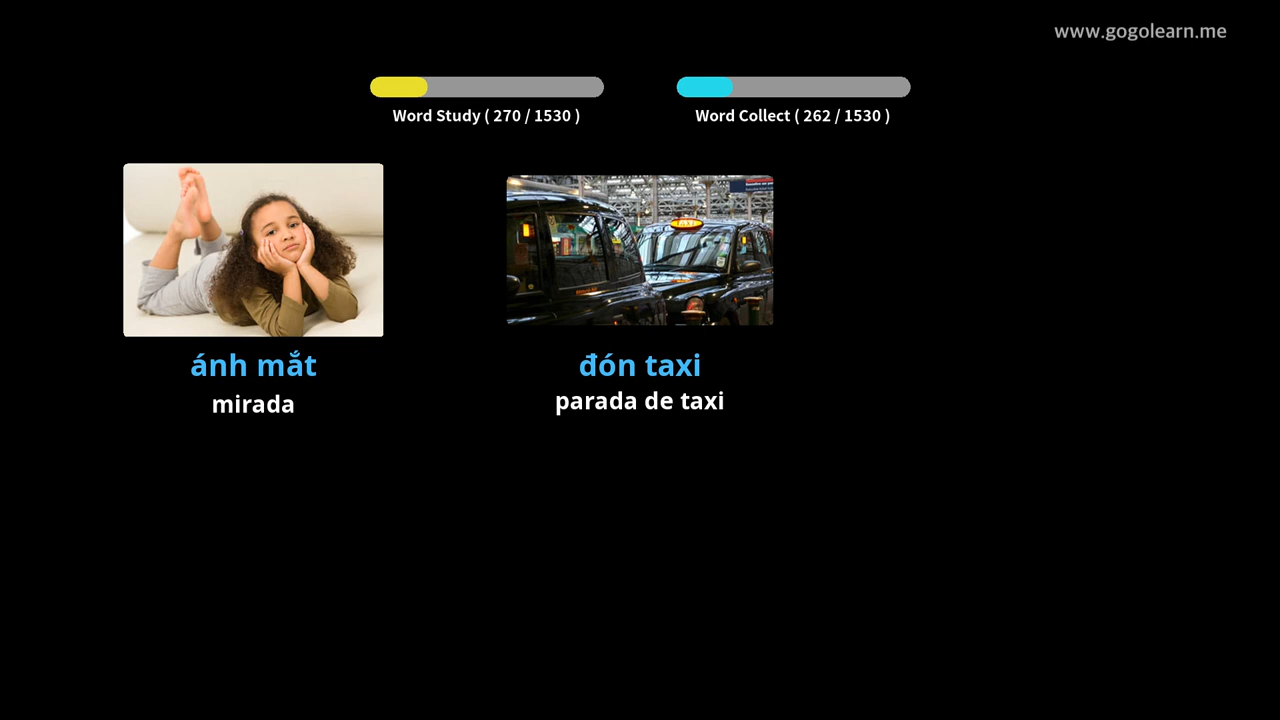 www.gogolearn.me
Word Study ( 270 / 1530 )
Word Collect ( 262 / 1530 )
TAXI
ánh mắt
mirada
đón taxi
parada de taxi